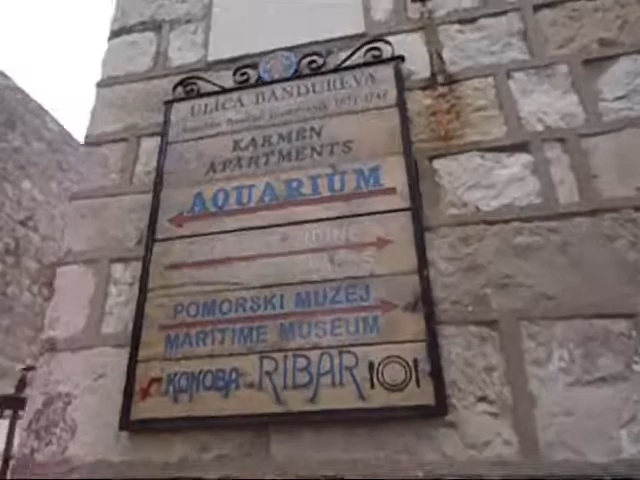 ULICA BANDUREVA
KARMEN
APARTMENTS
AQUARIUM
POMORSKI MUZEJ
MARITIME MUSEUM
KONOBA RIBAR